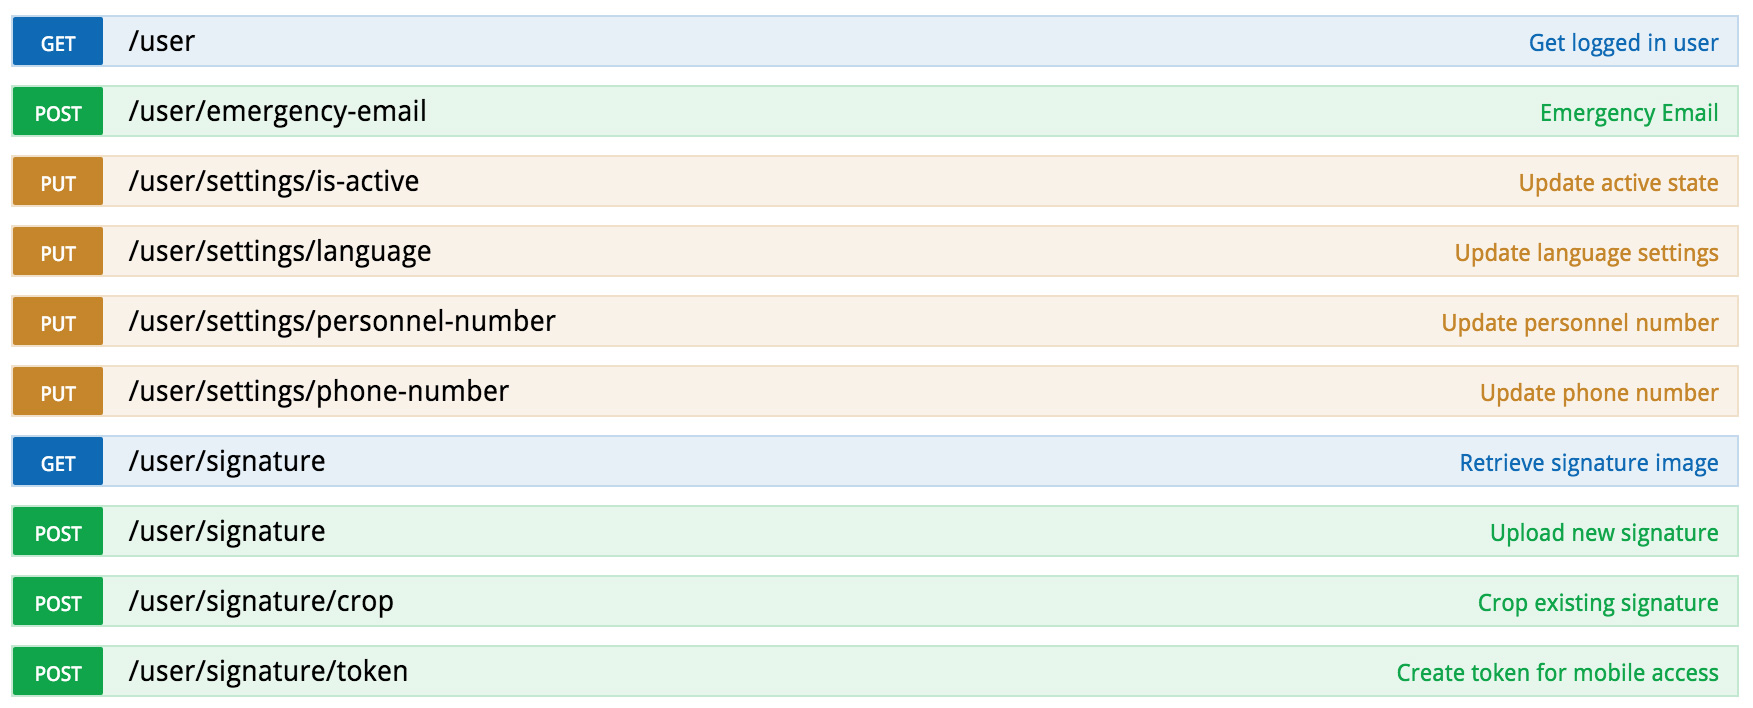 GET /user Get logged in user
POST /user/emergency-email Emergency Email
PUT /user/settings/is-active Update active state
PUT /user/settings/language Update language settings
PUT /user/settings/personnel-number Update personnel number
PUT /user/settings/phone-number Update phone number
GET /user/signature Retrieve signature image
POST /user/signature Upload new signature
POST /user/signature/crop Crop existing signature
POST /user/signature/token Create token for mobile access